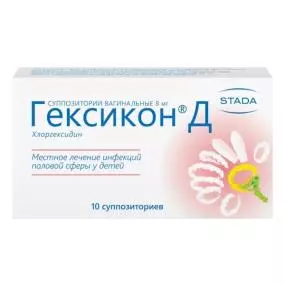 СУППОЗИТОРИИ ВАГИНАЛЬНЫЕ 8 мг
STADA
Гексикон® Д
Хлоргексидин
Местное лечение инфекций
половой сферы у детей
10 суппозиториев